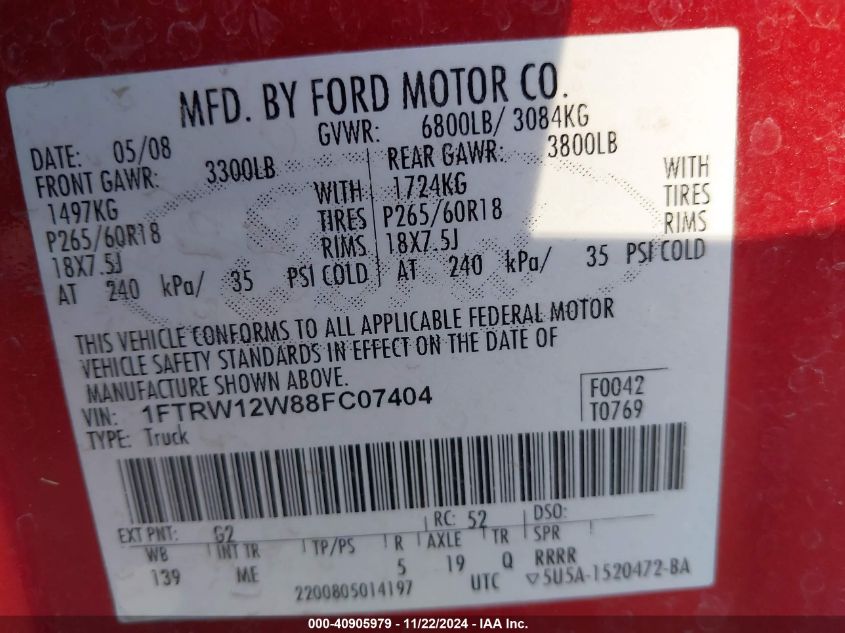 MFD. BY FORD MOTOR CO.
DATE: 05/08 GVWR: 6800LB/ 3084KG
FRONT GAWR: 3300LB REAR GAWR: 3800LB
1497KG WITH 1724KG WITH
P265/60R18 TIRES P265/60R18 TIRES
18X7.5J RIMS 18X7.5J RIMS
AT 240 kPa/ 35 PSI COLD AT 240 kPa/ 35 PSI COLD
THIS VEHICLE CONFORMS TO ALL APPLICABLE FEDERAL MOTOR
VEHICLE SAFETY STANDARDS IN EFFECT ON THE DATE OF
MANUFACTURE SHOWN ABOVE.
VIN: 1FTRW12W88FC07404 F0042
TYPE: Truck T0769
EXT PNT: G2 RC: 52 DSO:
WB INT TR TP/PS R AXLE TR SPR
139 ME 5 19 Q RRRR
2200805014197 UTC ▽5U5A-1520472-BA
000-40905979 - 11/22/2024 - IAAI.com - Copyright IAA, Inc.